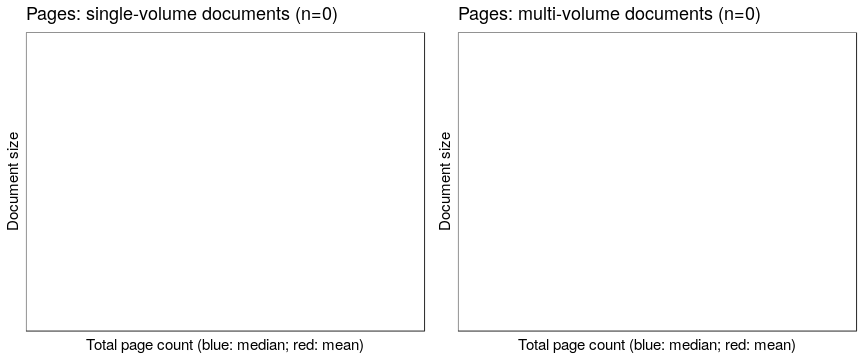 Pages: single-volume documents (n=0)
Document size
Total page count (blue: median; red: mean)
Pages: multi-volume documents (n=0)
Document size
Total page count (blue: median; red: mean)